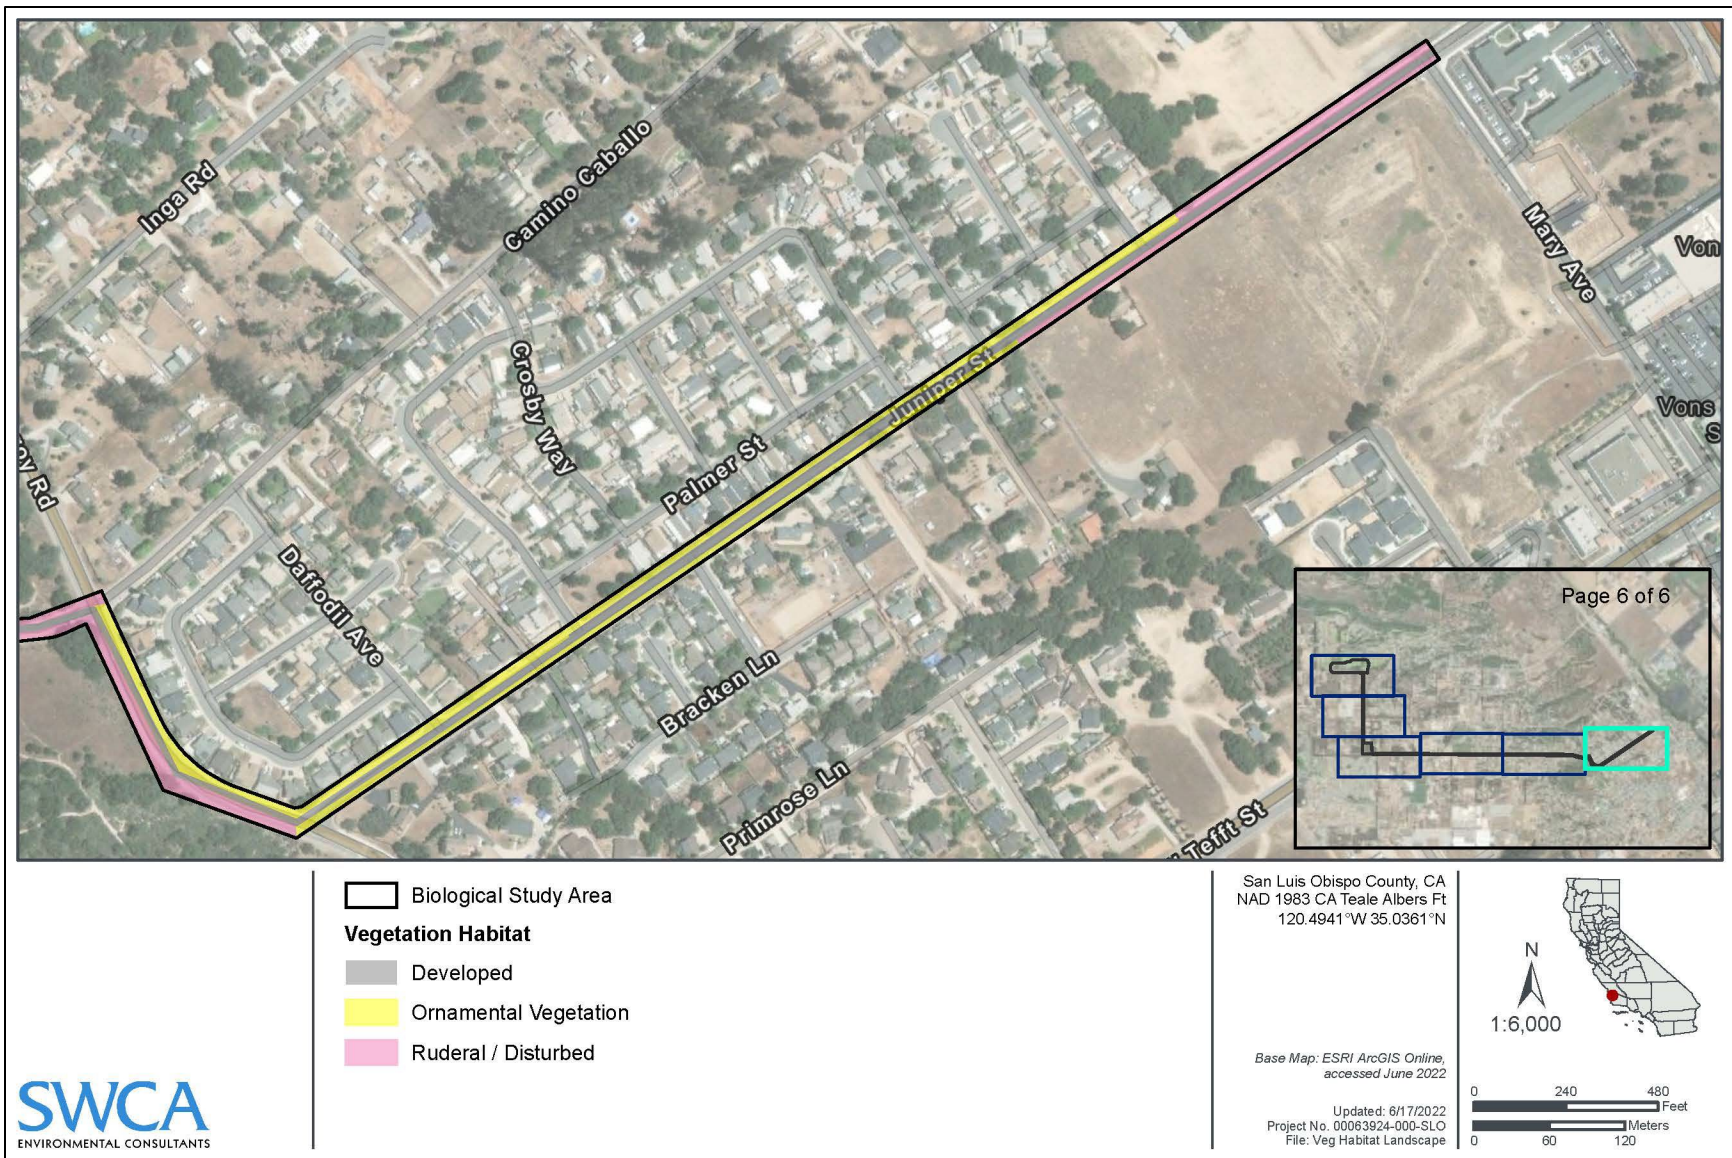 Inga Rd
Camino Caballo
Crosby Way
Mary Ave
Von
Vons
S
Juniper St
Palmer St
oy Rd
Daffodil Ave
Bracken Ln
Primrose Ln
Tefft St
Page 6 of 6
Biological Study Area
Vegetation Habitat
Developed
Ornamental Vegetation
Ruderal / Disturbed
SWCA
ENVIRONMENTAL CONSULTANTS
San Luis Obispo County, CA
NAD 1983 CA Teale Albers Ft
120.4941°W 35.0361°N
Base Map: ESRI ArcGIS Online,
accessed June 2022
Updated: 6/17/2022
Project No. 00063924-000-SLO
File: Veg Habitat Landscape
N
1:6,000
0 240 480
Feet
Meters
0 60 120